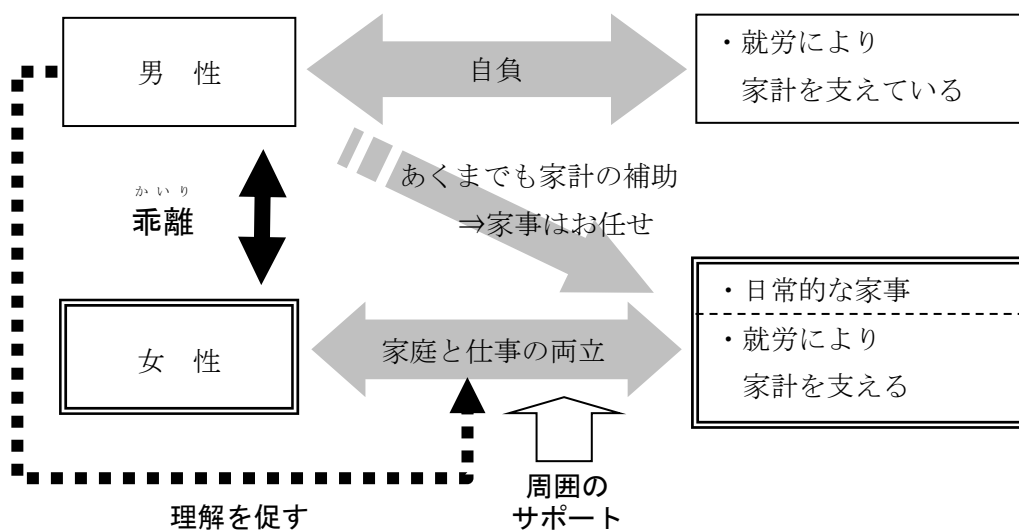 男 性
自負
・就労により
家計を支えている
あくまでも家計の補助
⇒家事はお任せ
かいり
乖離
女 性
家庭と仕事の両立
・日常的な家事
・就労により
家計を支える
理解を促す
周囲の
サポート